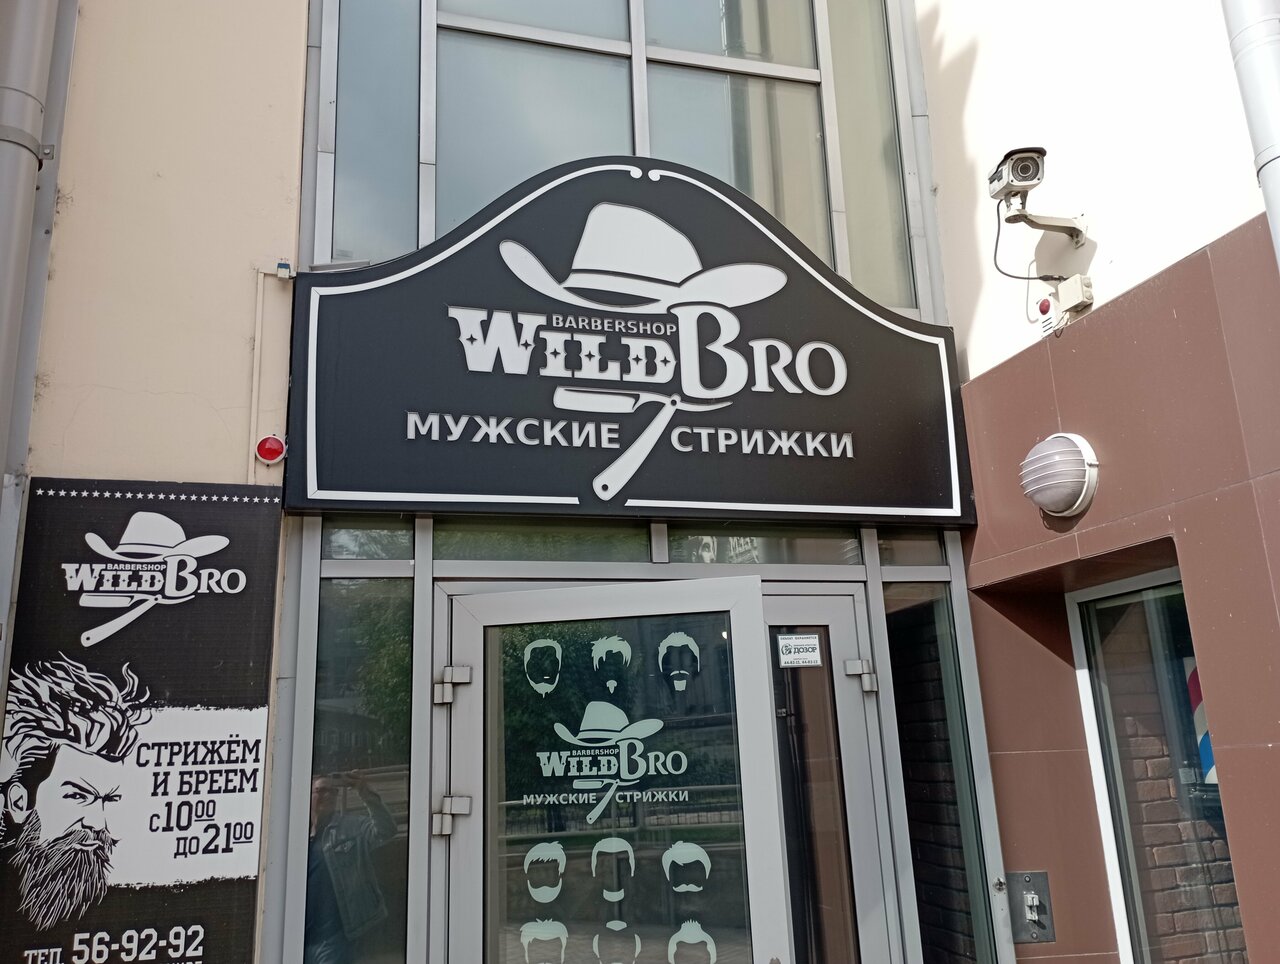 BARBERSHOP
WILDBRO
МУЖСКИЕ СТРИЖКИ
BARBERSHOP
WILDBRO
СТРИЖЁМ
И БРЕЕМ
С 10 00
ДО 21 00
ТЕЛ. 56-92-92
ДОЗОР
BARBERSHOP
WILDBRO
МУЖСКИЕ СТРИЖКИ